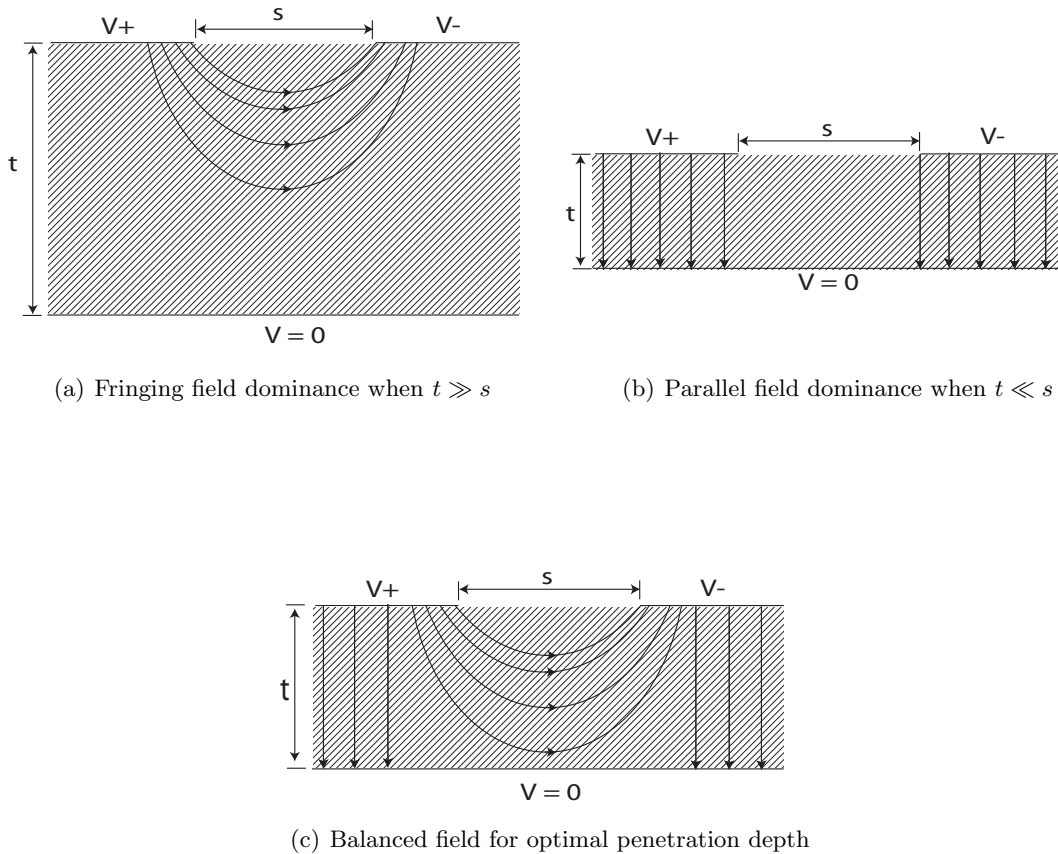 s
V+
V-
t
V = 0
(a) Fringing field dominance when t ≫ s
s
V+
V-
t
V = 0
(b) Parallel field dominance when t ≪ s
s
V+
V-
t
V = 0
(c) Balanced field for optimal penetration depth